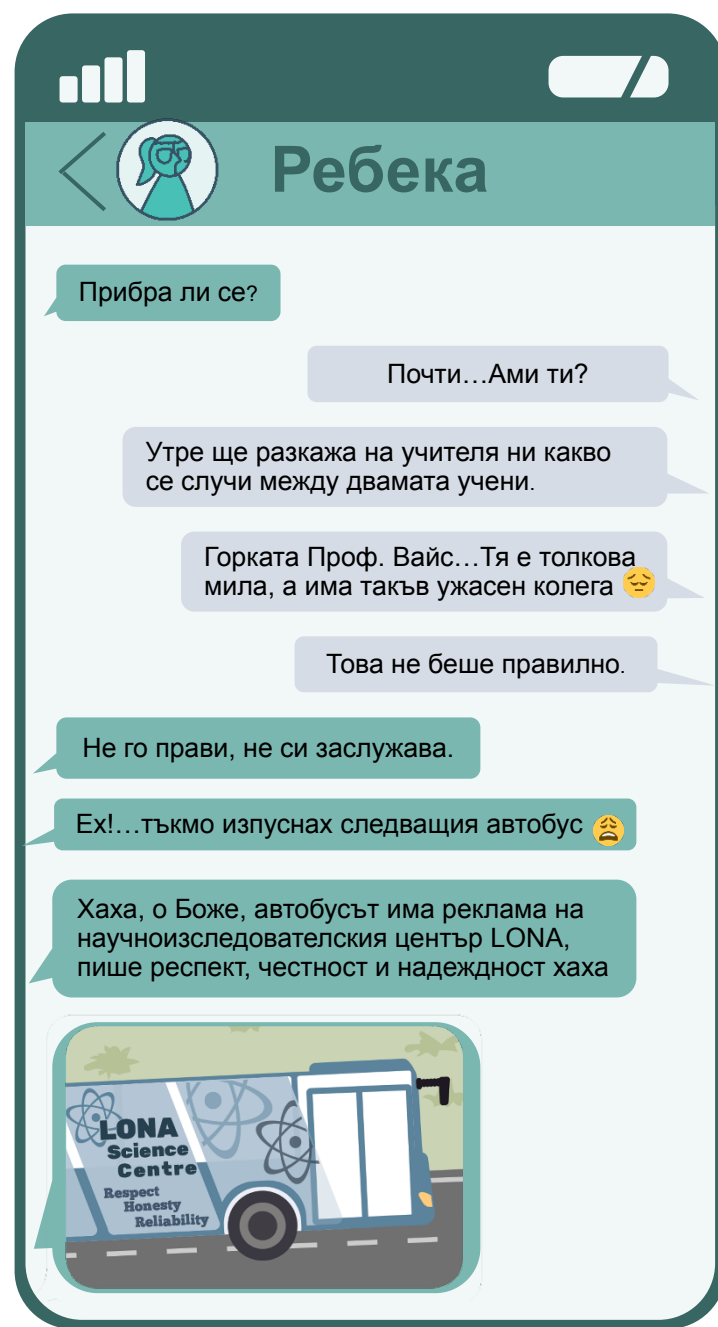 Ребека
Прибра ли се?
Почти…Ами ти?
Утре ще разкажа на учителя ни какво
се случи между двамата учени.
Горката Проф. Вайс…Тя е толкова
мила, а има такъв ужасен колега 😔
Това не беше правилно.
Не го прави, не си заслужава.
Ех!…тъкмо изпуснах следващия автобус 😩
Хаха, о Боже, автобусът има реклама на
научноизследователския център LONA,
пише респект, честност и надеждност хаха
LONA
Science
Centre
Respect
Honesty
Reliability